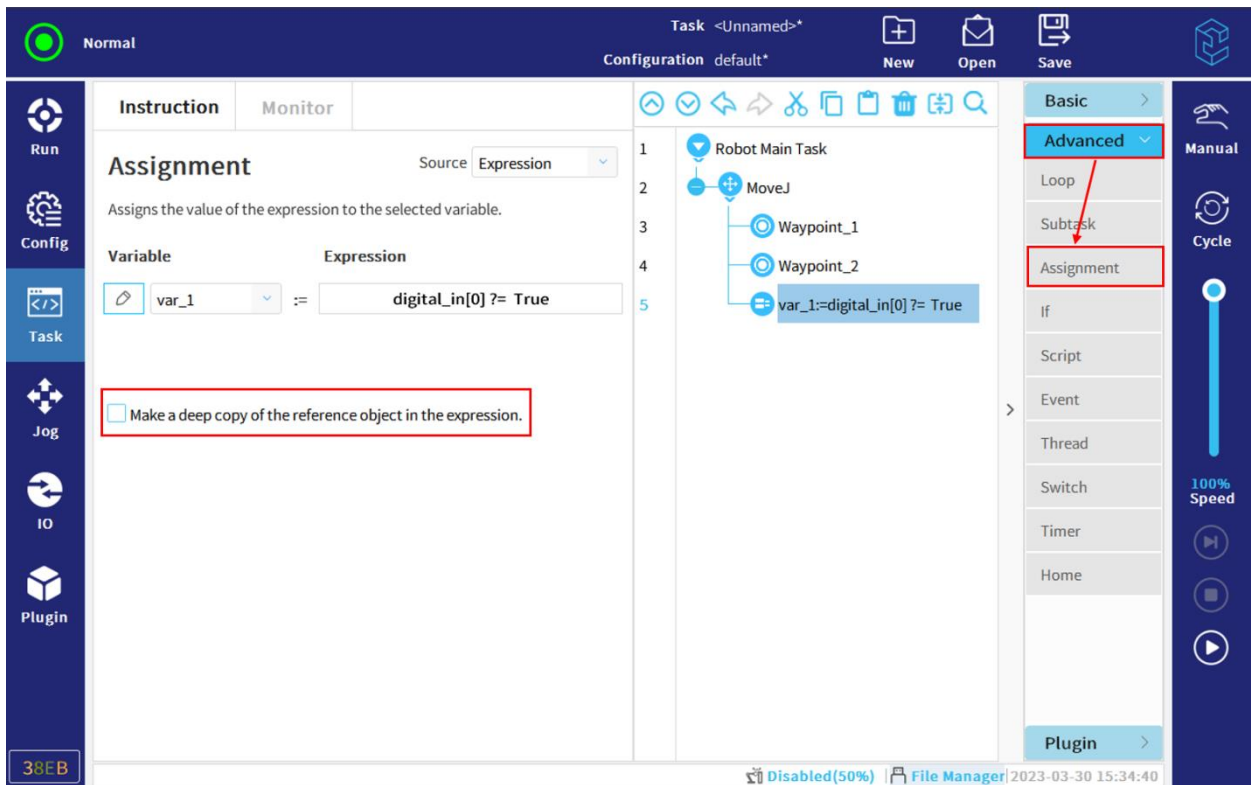 Normal
Task <Unnamed>*
Configuration default*
New
Open
Save
Run
Config
Task
Jog
IO
Plugin
38EB
Instruction
Monitor
Assignment
Source Expression
Assigns the value of the expression to the selected variable.
Variable Expression
var_1 := digital_in[0] ?= True
Make a deep copy of the reference object in the expression.
1 Robot Main Task
2 MoveJ
3 Waypoint_1
4 Waypoint_2
5 var_1:=digital_in[0] ?= True
Basic
Advanced
Loop
Subtask
Assignment
If
Script
Event
Thread
Switch
Timer
Home
Plugin
Manual
Cycle
100%
Speed
Disabled(50%) | File Manager | 2023-03-30 15:34:40